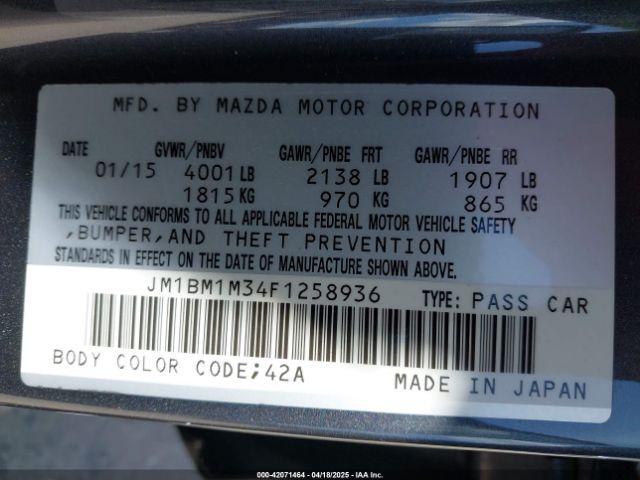 MFD. BY MAZDA MOTOR CORPORATION
DATE GVWR/PNBV GAWR/PNBE FRT GAWR/PNBE RR
01/15 4001 LB 2138 LB 1907 LB
1815 KG 970 KG 865 KG
THIS VEHICLE CONFORMS TO ALL APPLICABLE FEDERAL MOTOR VEHICLE SAFETY
,BUMPER,AND THEFT PREVENTION
STANDARDS IN EFFECT ON THE DATE OF MANUFACTURE SHOWN ABOVE.
JM1BM1M34F1258936 TYPE: PASS CAR
BODY COLOR CODE;42A MADE IN JAPAN
000-42071464 - 04/18/2025 - IAA Inc.